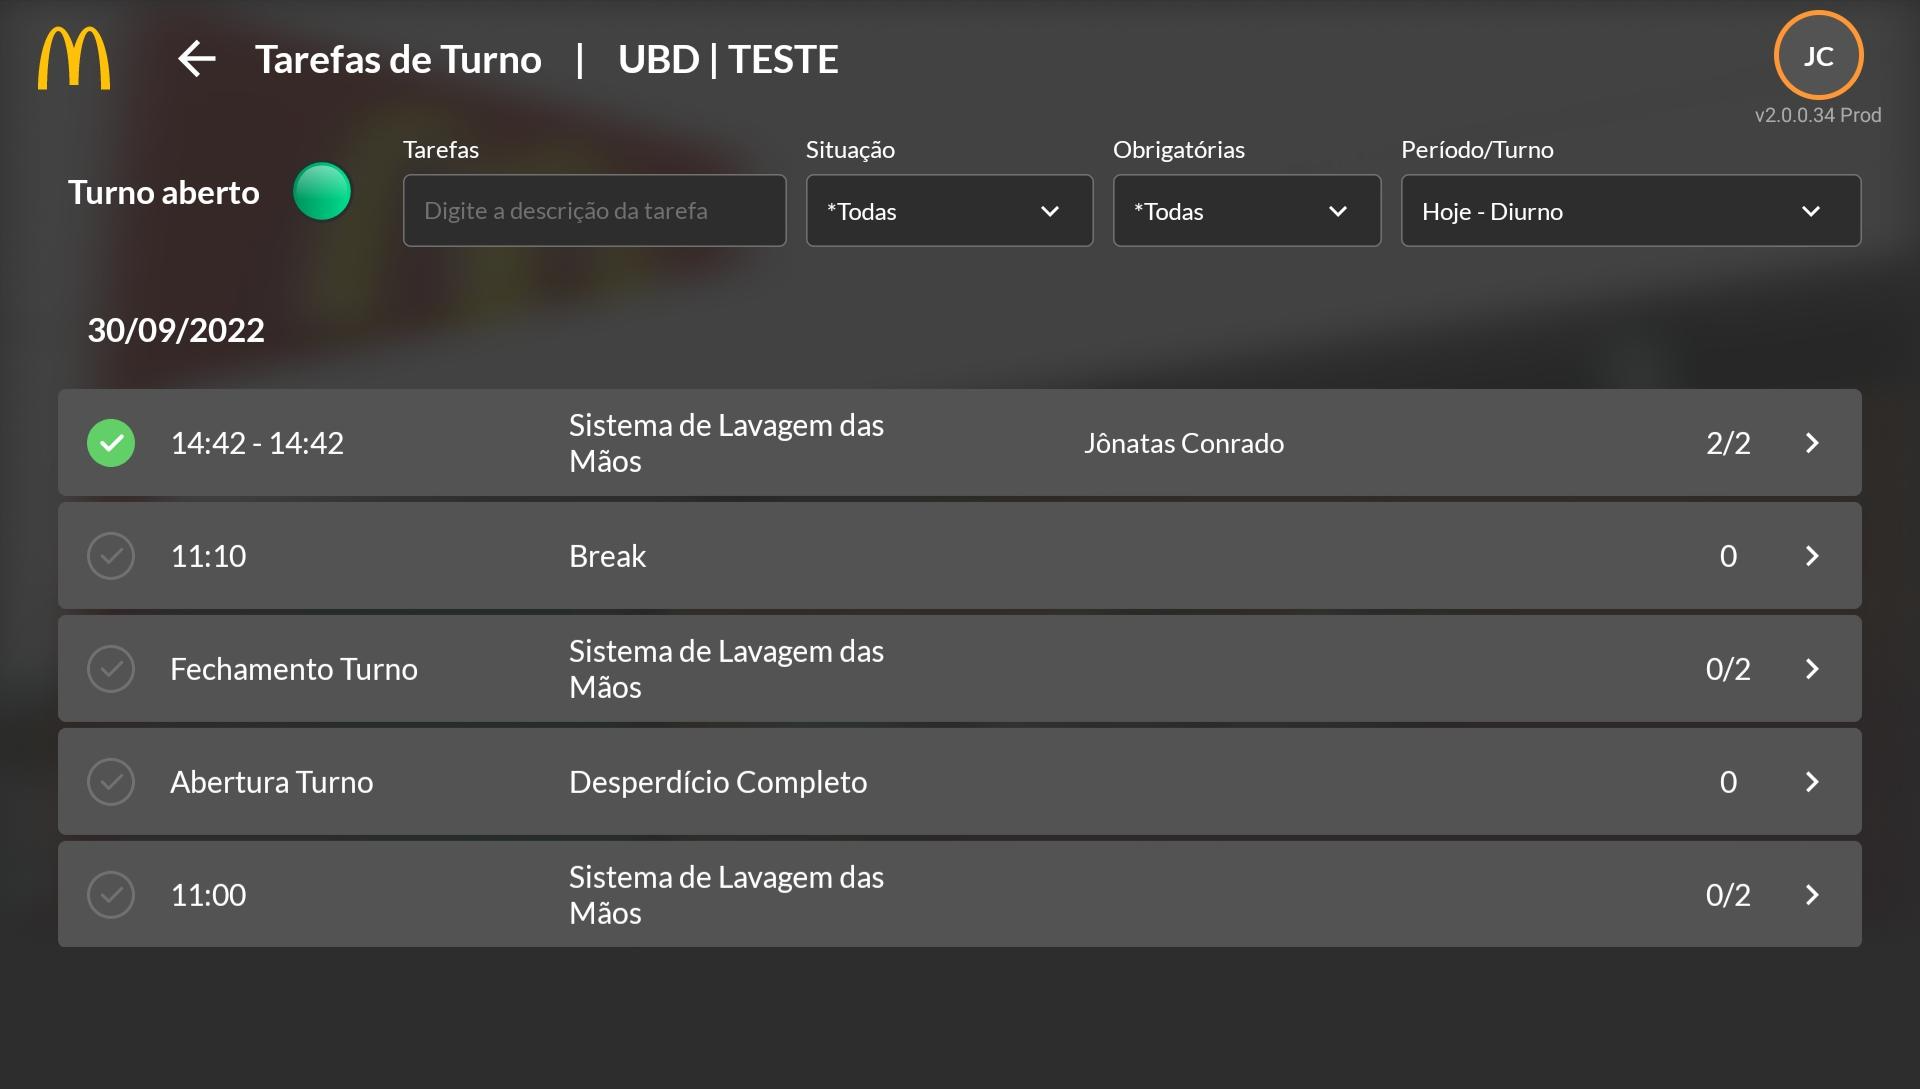 Tarefas de Turno | UBD | TESTE
JC
v2.0.0.34 Prod
Turno aberto
Tarefas
Digite a descrição da tarefa
Situação
*Todas
Obrigatórias
*Todas
Período/Turno
Hoje - Diurno
30/09/2022
14:42 - 14:42
Sistema de Lavagem das
Mãos
Jônatas Conrado
2/2
11:10
Break
0
Fechamento Turno
Sistema de Lavagem das
Mãos
0/2
Abertura Turno
Desperdício Completo
0
11:00
Sistema de Lavagem das
Mãos
0/2